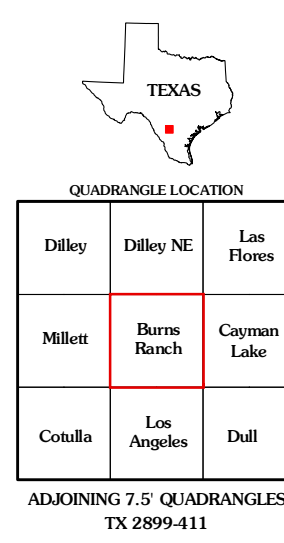 TEXAS
QUADRANGLE LOCATION
Dilley
Dilley NE
Las
Flores
Millett
Burns
Ranch
Cayman
Lake
Cotulla
Los
Angeles
Dull
ADJOINING 7.5' QUADRANGLES
TX 2899-411